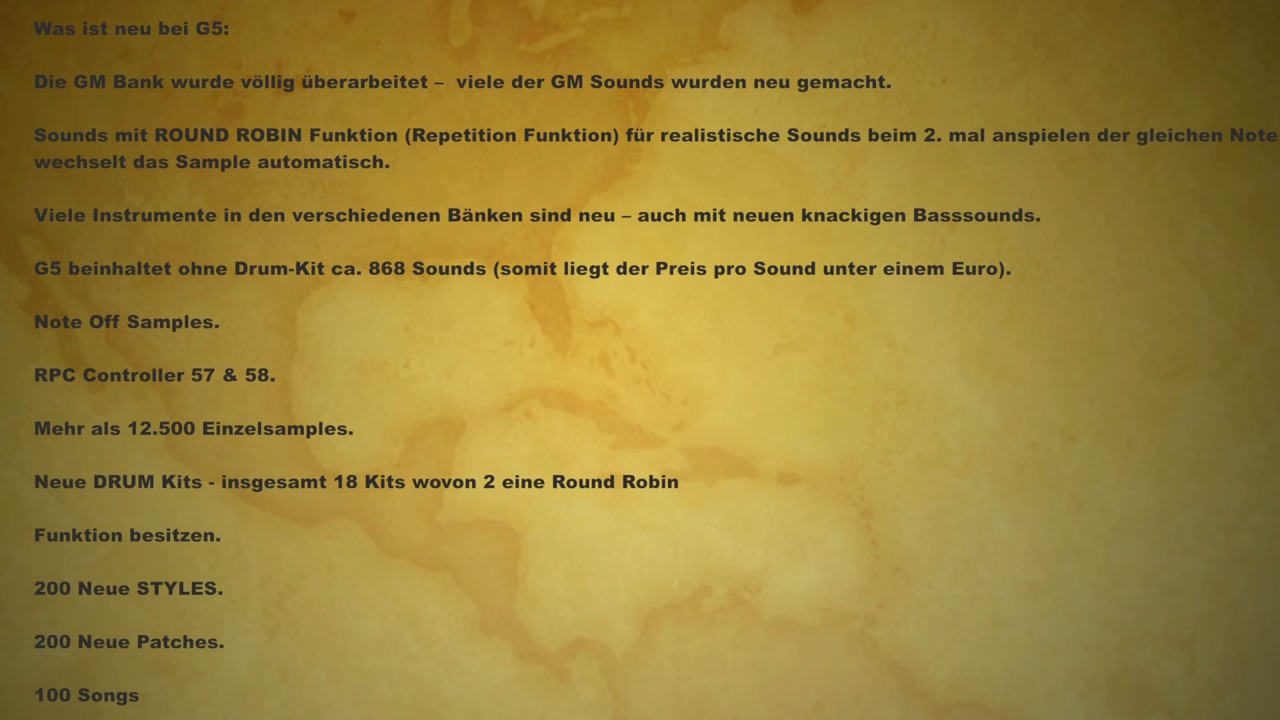 Was ist neu bei G5:
Die GM Bank wurde völlig überarbeitet –  viele der GM Sounds wurden neu gemacht.
Sounds mit ROUND ROBIN Funktion (Repetition Funktion) für realistische Sounds beim 2. mal anspielen der gleichen Note
wechselt das Sample automatisch.
Viele Instrumente in den verschiedenen Bänken sind neu – auch mit neuen knackigen Basssounds.
G5 beinhaltet ohne Drum-Kit ca. 868 Sounds (somit liegt der Preis pro Sound unter einem Euro).
Note Off Samples.
RPC Controller 57 & 58.
Mehr als 12.500 Einzelsamples.
Neue DRUM Kits - insgesamt 18 Kits wovon 2 eine Round Robin
Funktion besitzen.
200 Neue STYLES.
200 Neue Patches.
100 Songs